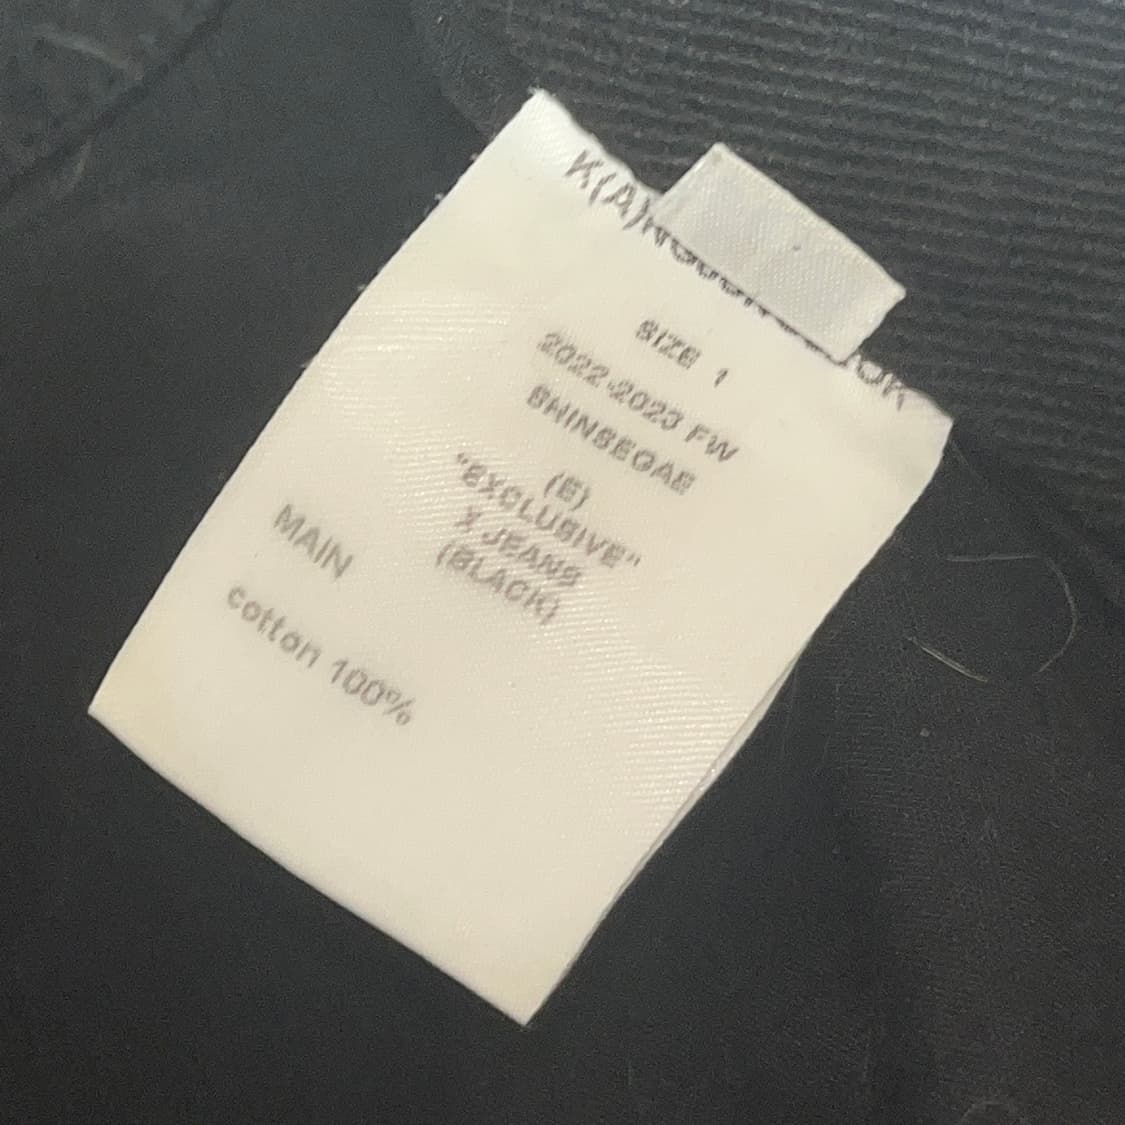 SIZE 1
2022-2023 FW
SHINSEGAE
(E)
"EXCLUSIVE"
X JEANS
(BLACK)
MAIN
cotton 100%